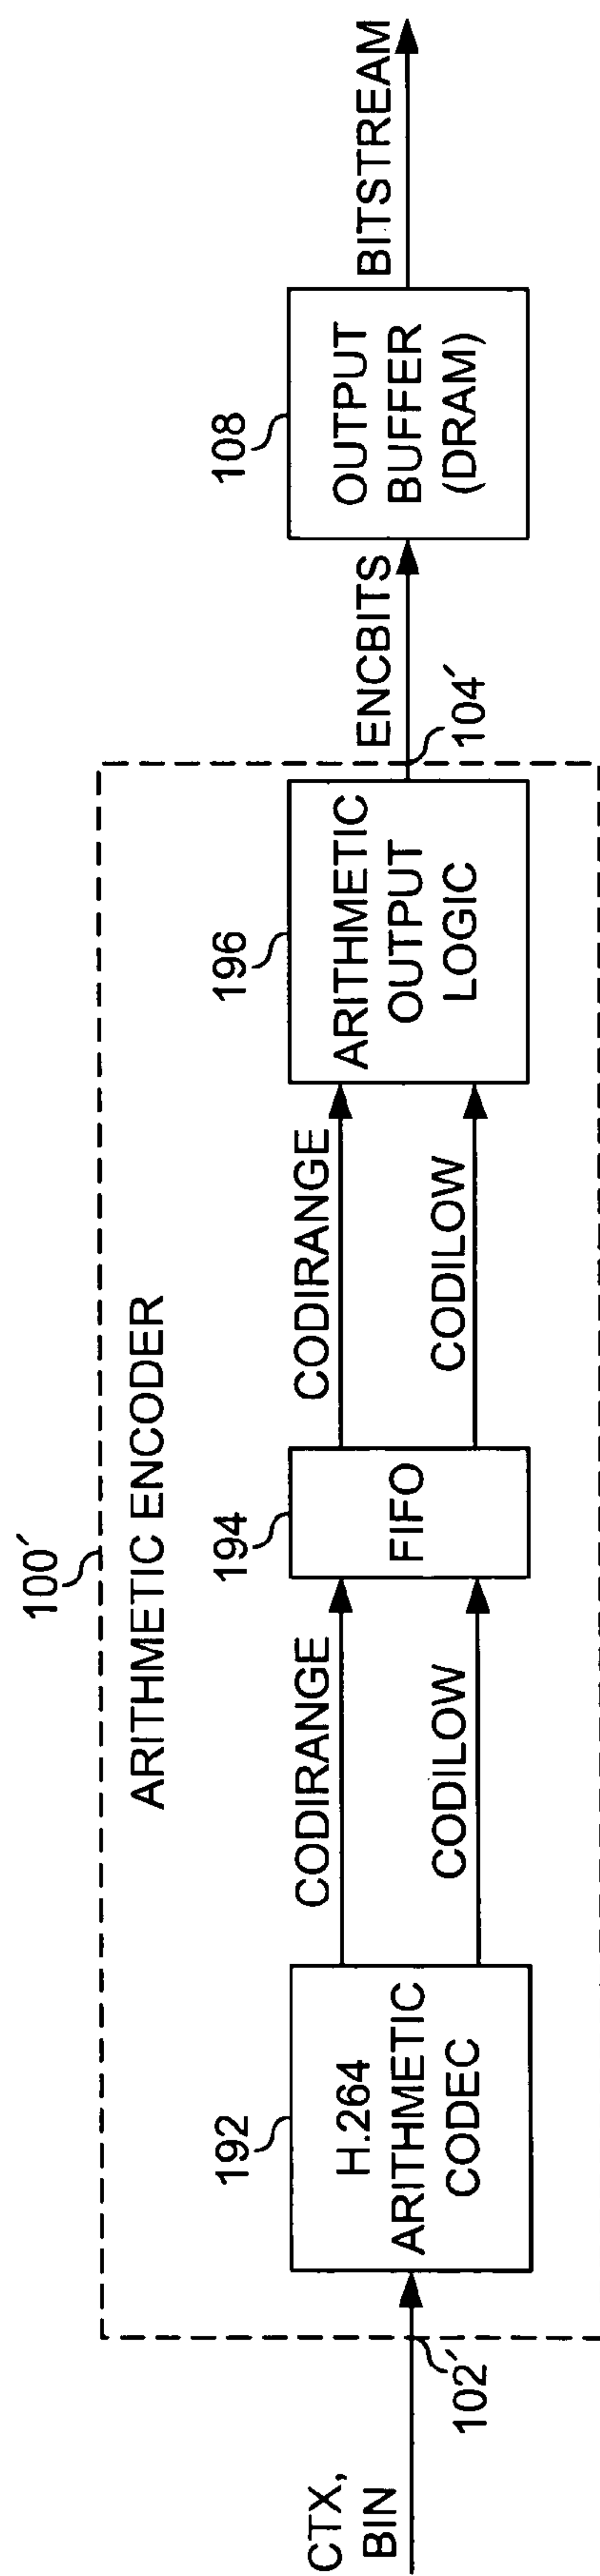 100′
ARITHMETIC ENCODER
CTX,
BIN
102′
192
H.264
ARITHMETIC
CODEC
CODIRANGE
CODILOW
194
FIFO
CODIRANGE
CODILOW
196
ARITHMETIC
OUTPUT
LOGIC
104′
ENCBITS
108
OUTPUT
BUFFER
(DRAM)
BITSTREAM